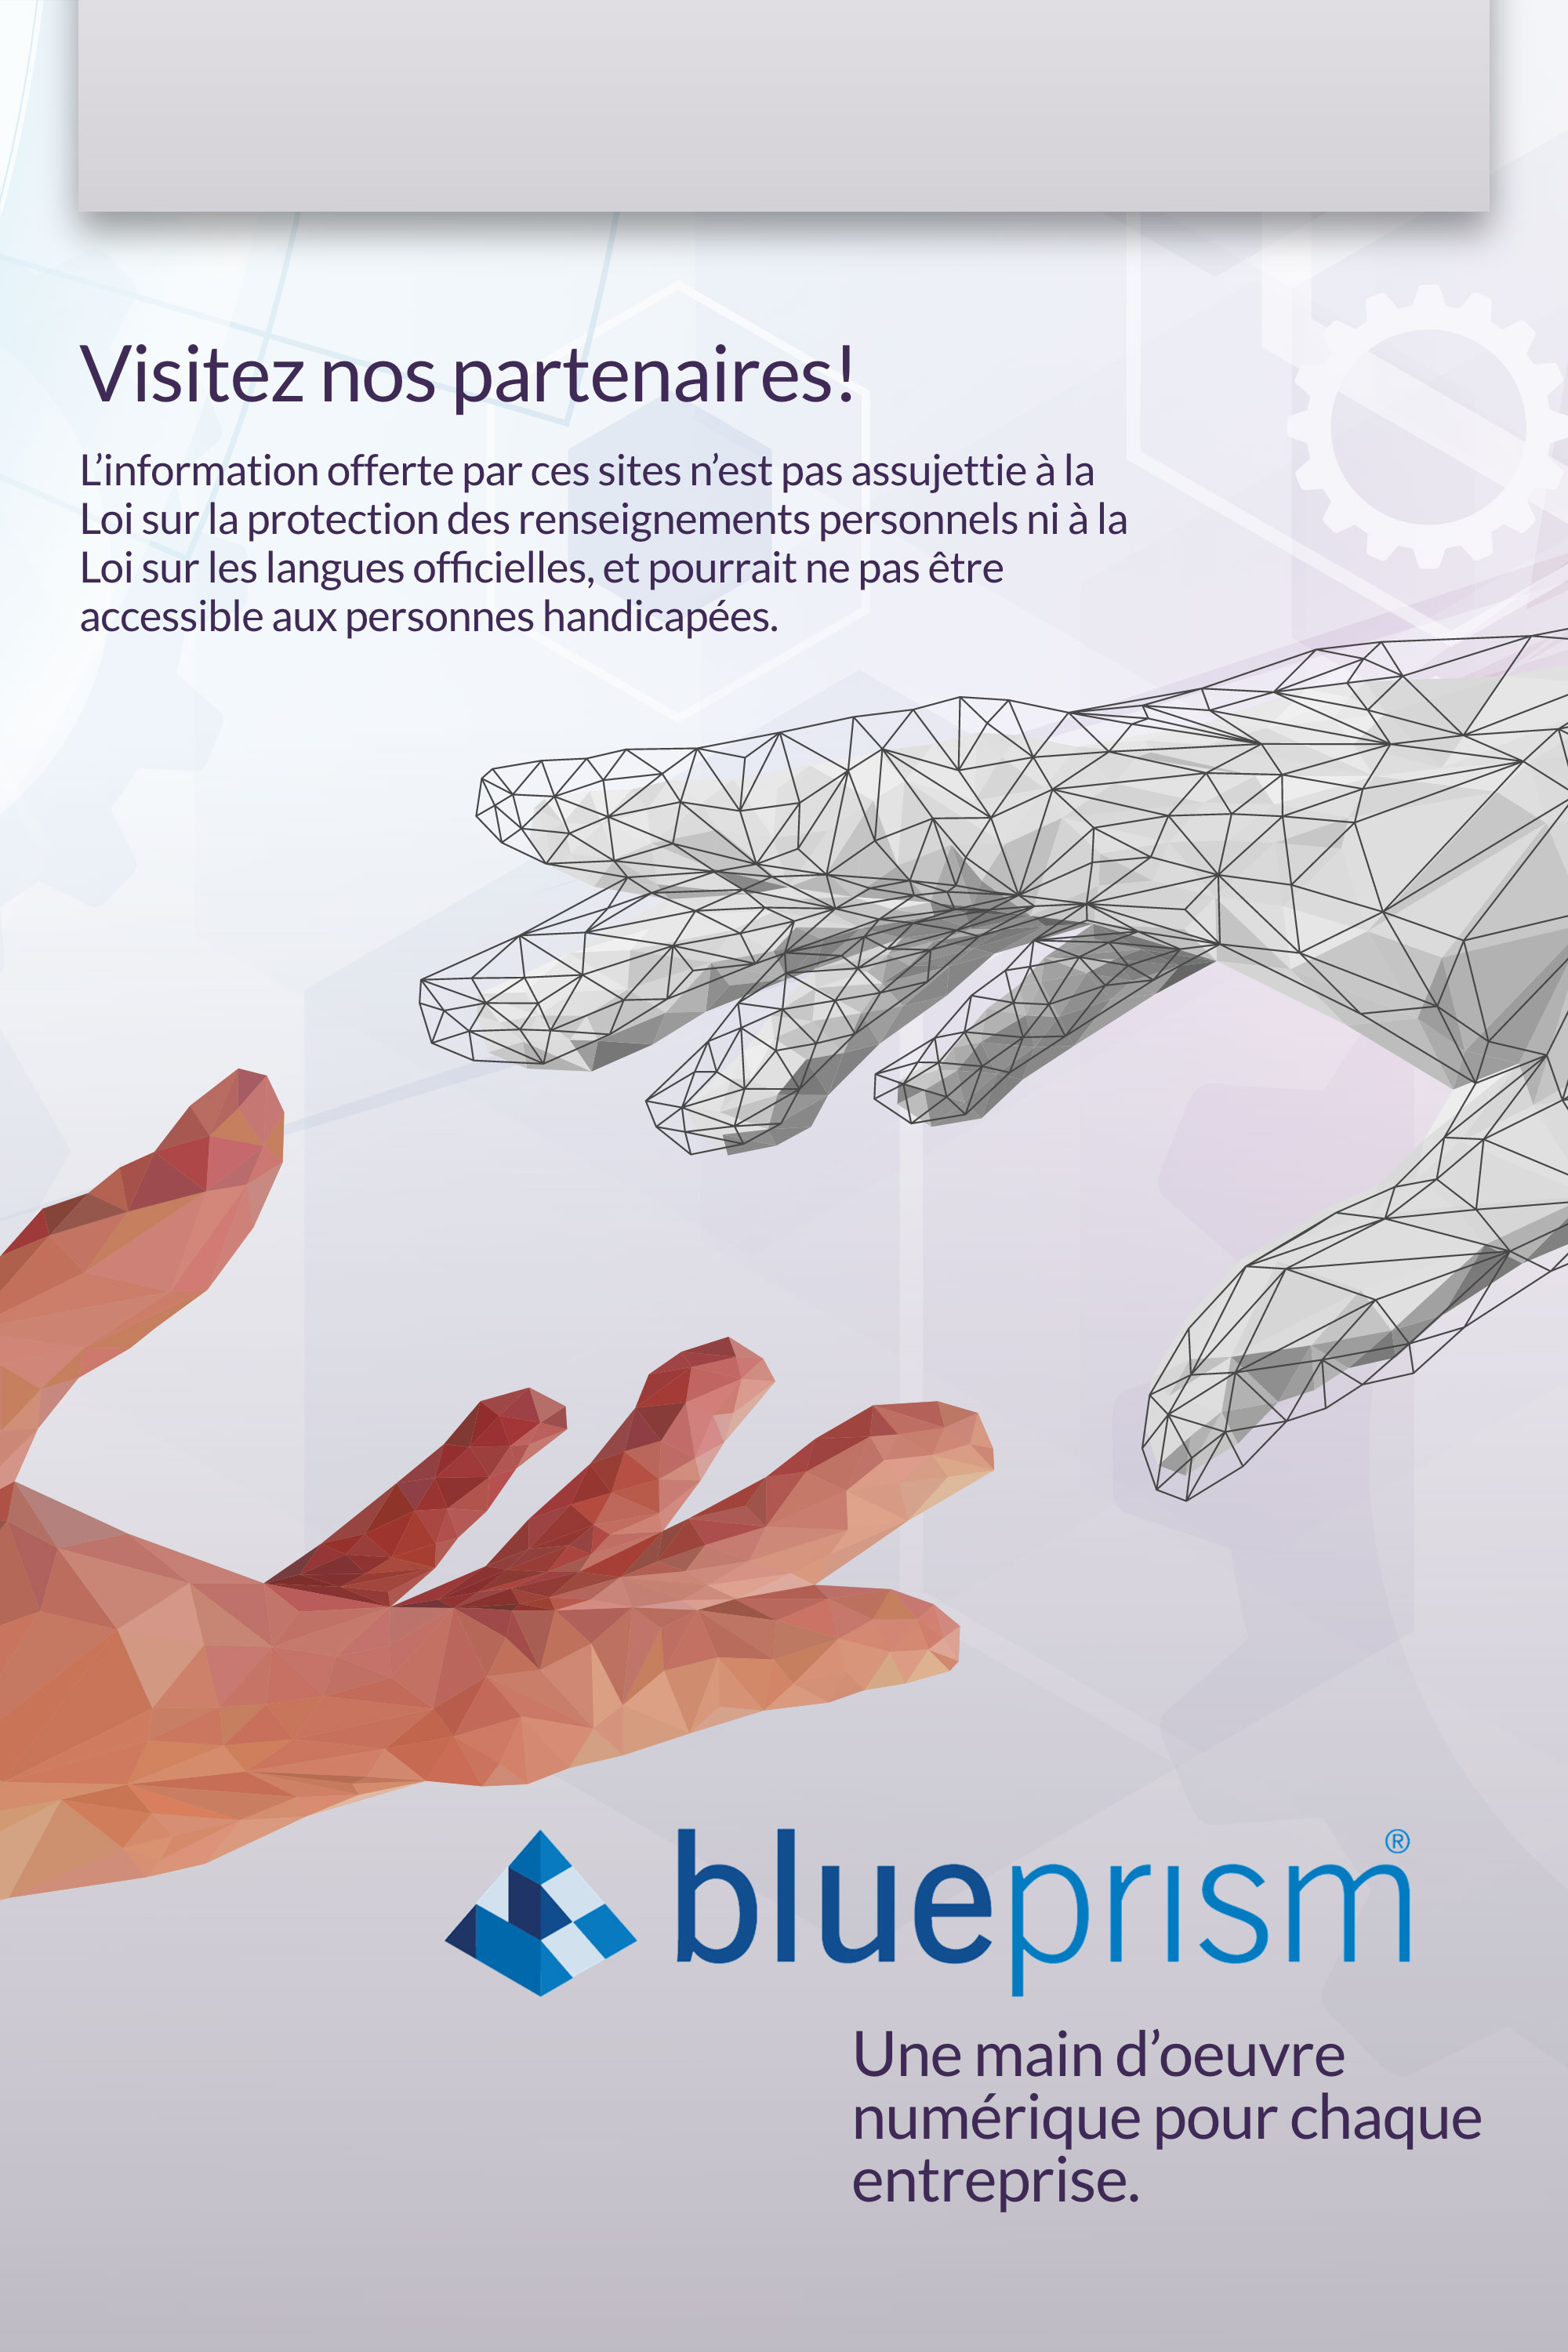 Visitez nos partenaires!
L’information offerte par ces sites n’est pas assujettie à la
Loi sur la protection des renseignements personnels ni à la
Loi sur les langues officielles, et pourrait ne pas être
accessible aux personnes handicapées.
blueprism®
Une main d’oeuvre
numérique pour chaque
entreprise.